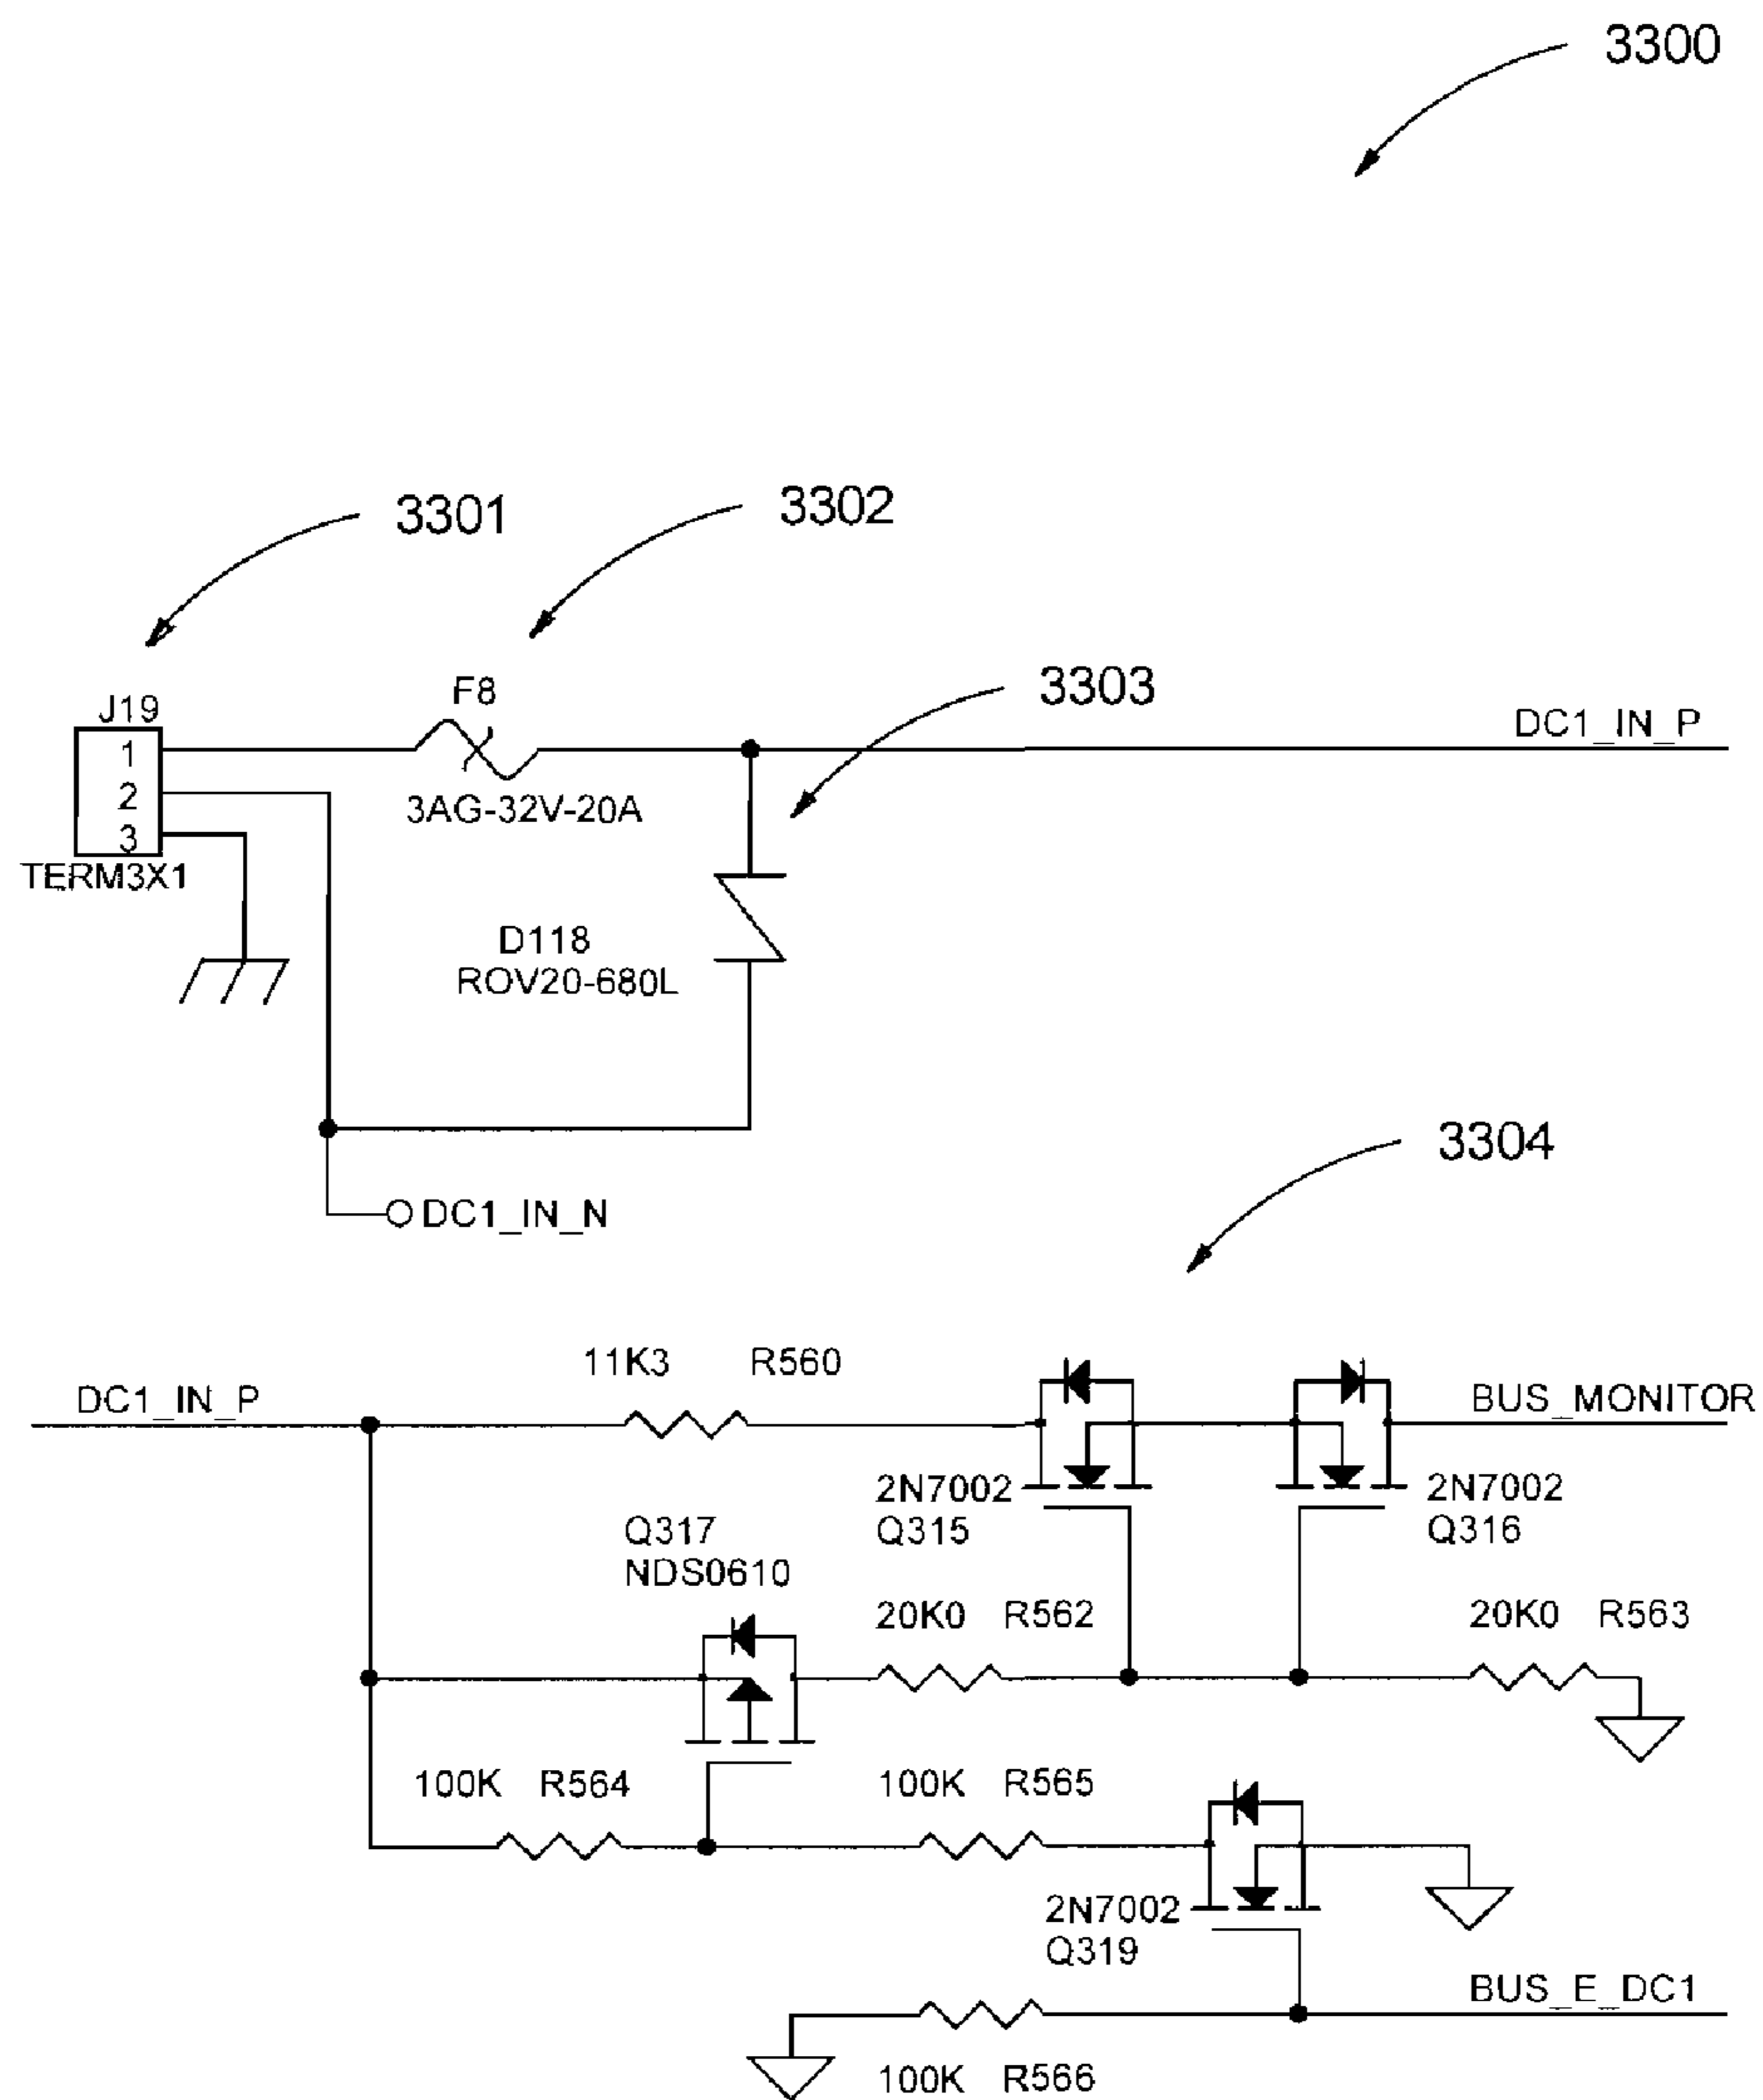 3300
3301
3302
3303
J19
1
2
3
TERM3X1
F8
3AG-32V-20A
DC1_IN_P
D118
ROV20-680L
DC1_IN_N
3304
DC1_IN_P
11K3 R560
BUS_MONITOR
2N7002
Q315
2N7002
Q316
Q317
NDS0610
20K0 R562
20K0 R563
100K R564
100K R565
2N7002
Q319
BUS_E_DC1
100K R566